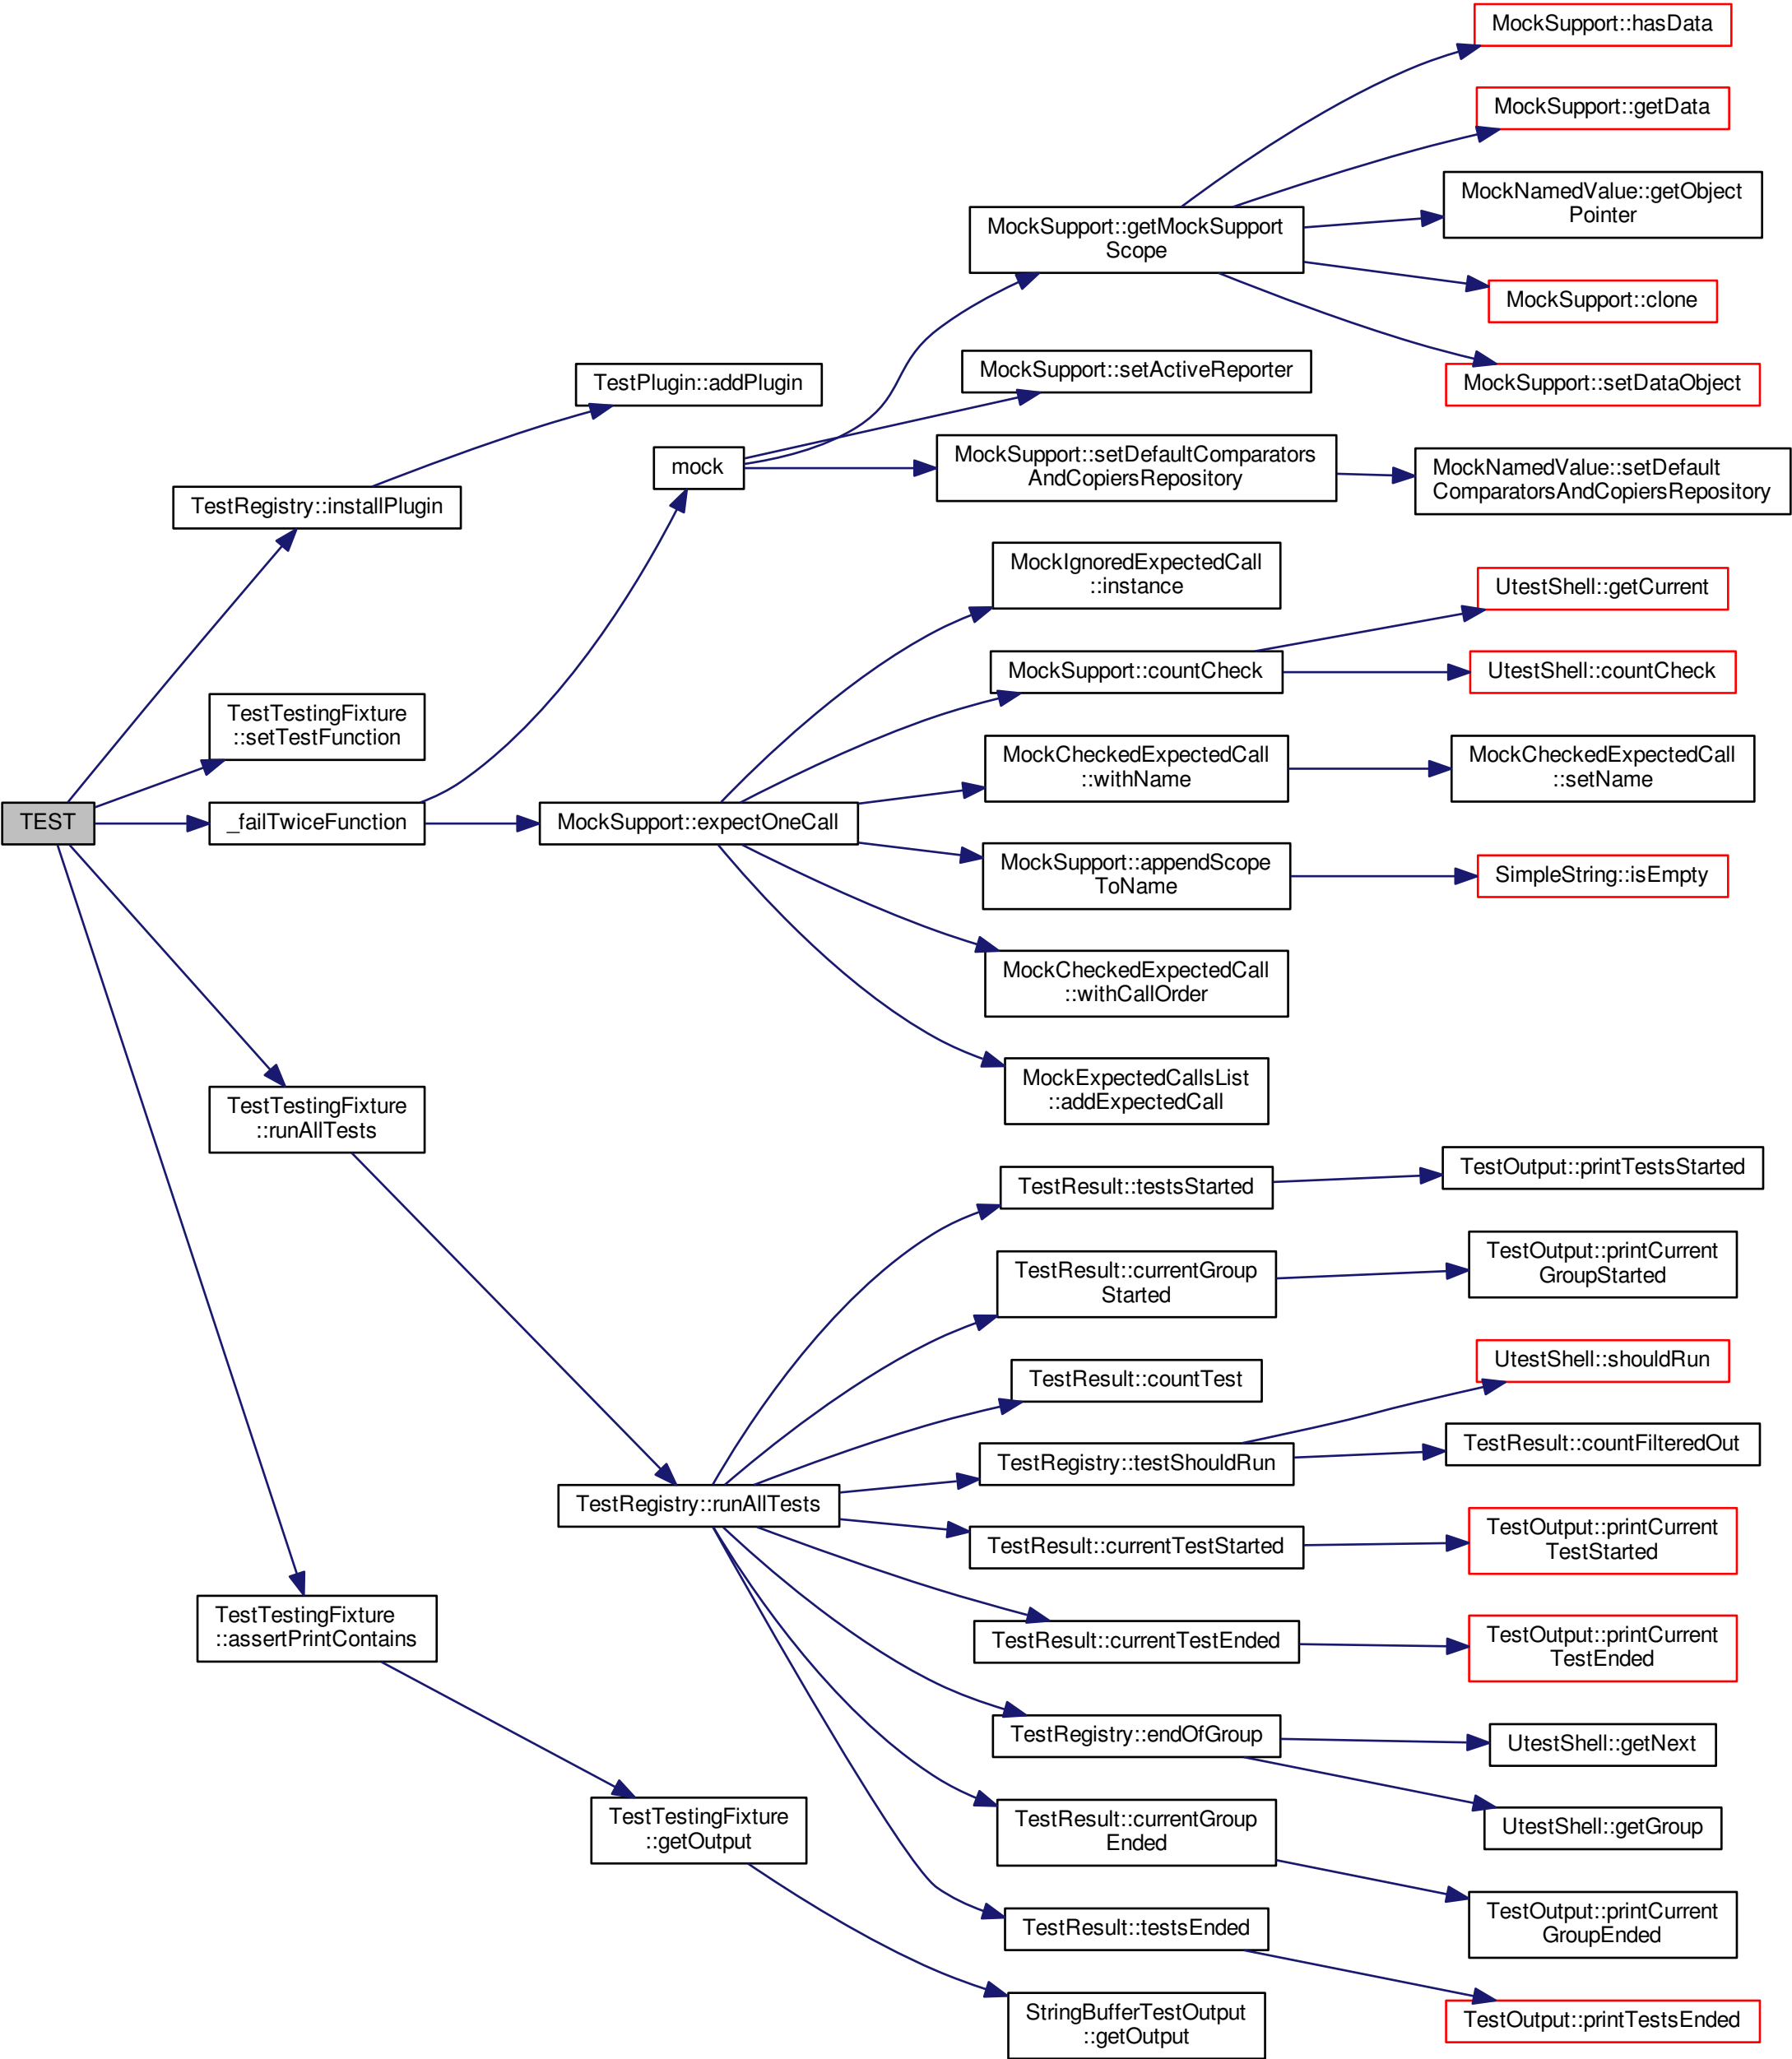 MockSupport::hasData
MockSupport::getData
MockNamedValue::getObject
Pointer
MockSupport::getMockSupport
Scope
MockSupport::clone
MockSupport::setActiveReporter
MockSupport::setDataObject
TestPlugin::addPlugin
mock
MockSupport::setDefaultComparators
AndCopiersRepository
MockNamedValue::setDefault
ComparatorsAndCopiersRepository
TestRegistry::installPlugin
MockIgnoredExpectedCall
::instance
UtestShell::getCurrent
MockSupport::countCheck
UtestShell::countCheck
TestTestingFixture
::setTestFunction
MockCheckedExpectedCall
::withName
MockCheckedExpectedCall
::setName
TEST
_failTwiceFunction
MockSupport::expectOneCall
MockSupport::appendScope
ToName
SimpleString::isEmpty
MockCheckedExpectedCall
::withCallOrder
MockExpectedCallsList
::addExpectedCall
TestTestingFixture
::runAllTests
TestResult::testsStarted
TestOutput::printTestsStarted
TestResult::currentGroup
Started
TestOutput::printCurrent
GroupStarted
TestResult::countTest
UtestShell::shouldRun
TestRegistry::testShouldRun
TestResult::countFilteredOut
TestRegistry::runAllTests
TestResult::currentTestStarted
TestOutput::printCurrent
TestStarted
TestTestingFixture
::assertPrintContains
TestResult::currentTestEnded
TestOutput::printCurrent
TestEnded
TestRegistry::endOfGroup
UtestShell::getNext
UtestShell::getGroup
TestTestingFixture
::getOutput
TestResult::currentGroup
Ended
TestOutput::printCurrent
GroupEnded
TestResult::testsEnded
TestOutput::printTestsEnded
StringBufferTestOutput
::getOutput